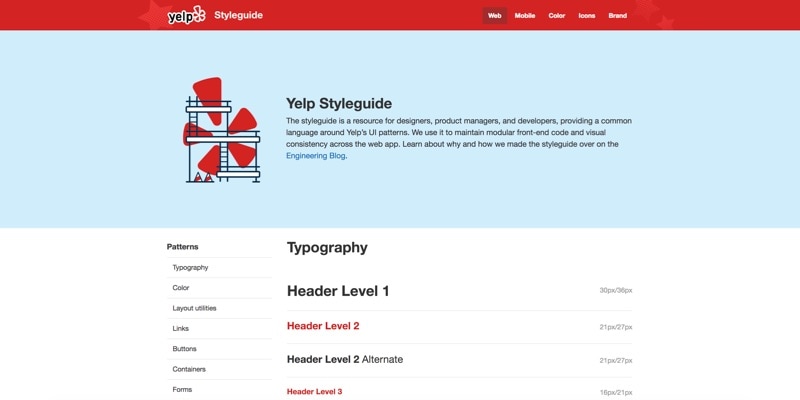 yelp Styleguide
Web Mobile Color Icons Brand
Yelp Styleguide
The styleguide is a resource for designers, product managers, and developers, providing a common
language around Yelp's UI patterns. We use it to maintain modular front-end code and visual
consistency across the web app. Learn about why and how we made the styleguide over on the
Engineering Blog.
Patterns
Typography
Color
Layout utilities
Links
Buttons
Containers
Forms
Typography
Header Level 1 30px/36px
Header Level 2 21px/27px
Header Level 2 Alternate 21px/27px
Header Level 3 16px/21px